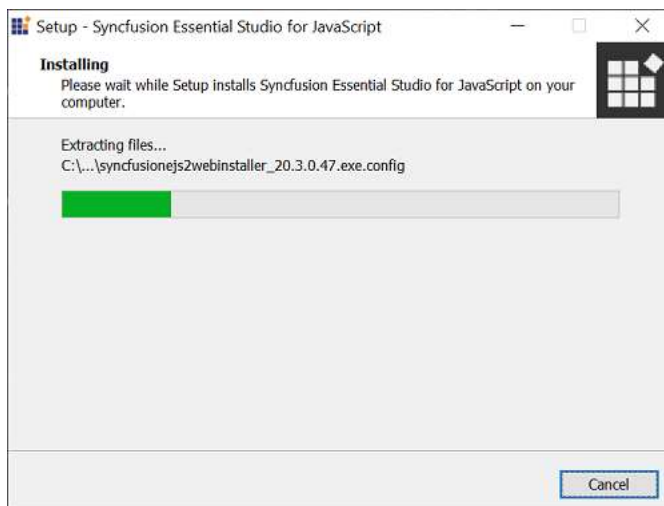 Setup - Syncfusion Essential Studio for JavaScript
Installing
Please wait while Setup installs Syncfusion Essential Studio for JavaScript on your
computer.
Extracting files...
C:\...\syncfusionejs2webinstaller_20.3.0.47.exe.config
Cancel